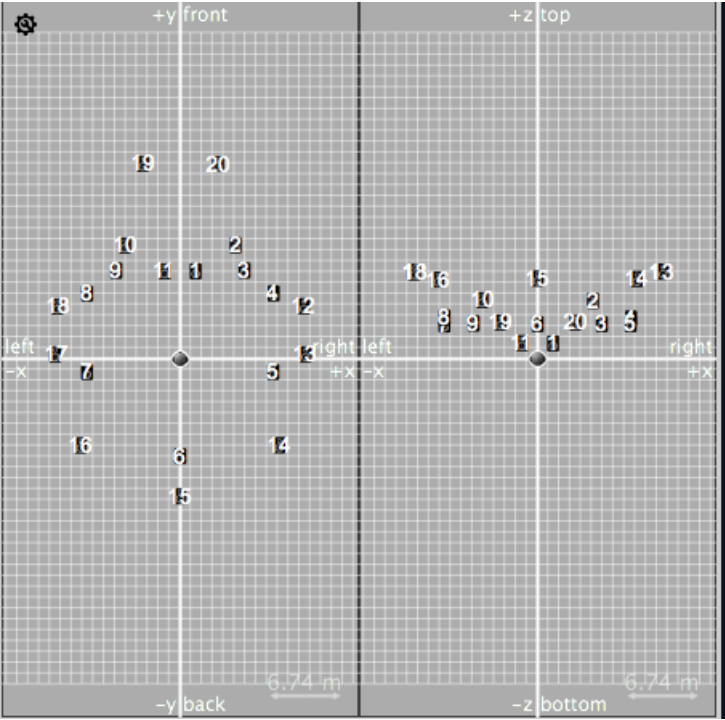 +y front
19 20
10 2
9 11 1 3
8 4
18 12
left right
17 13
-x +x
7 5
16 14
6
15
6.74 m
-y back
+z top
18 16 15 14 13
10 2
8 9 19 6 20 3 5
11 1
left right
-x +x
6.74 m
-z bottom